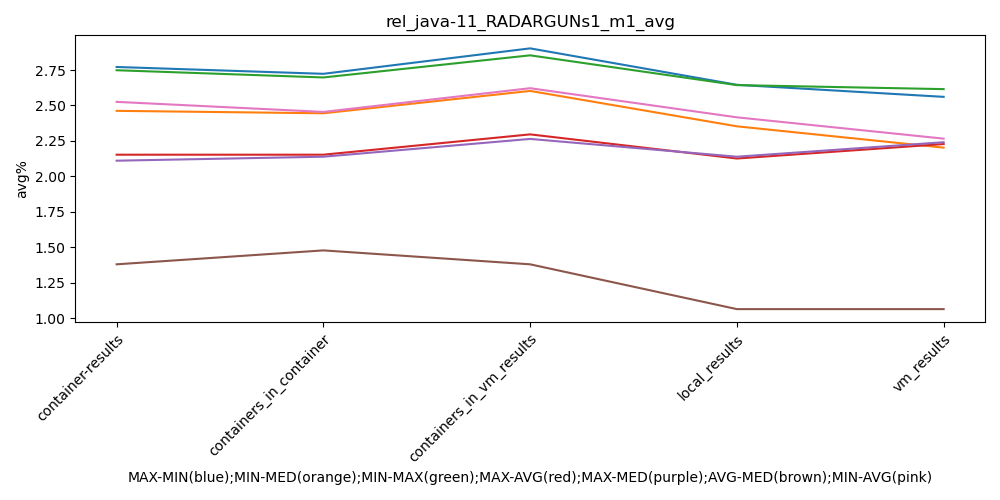 rel_java-11_RADARGUNs1_m1_avg
avg%
2.75
2.50
2.25
2.00
1.75
1.50
1.25
1.00
container-results
containers_in_container
containers_in_vm_results
local_results
vm_results
MAX-MIN(blue);MIN-MED(orange);MIN-MAX(green);MAX-AVG(red);MAX-MED(purple);AVG-MED(brown);MIN-AVG(pink)